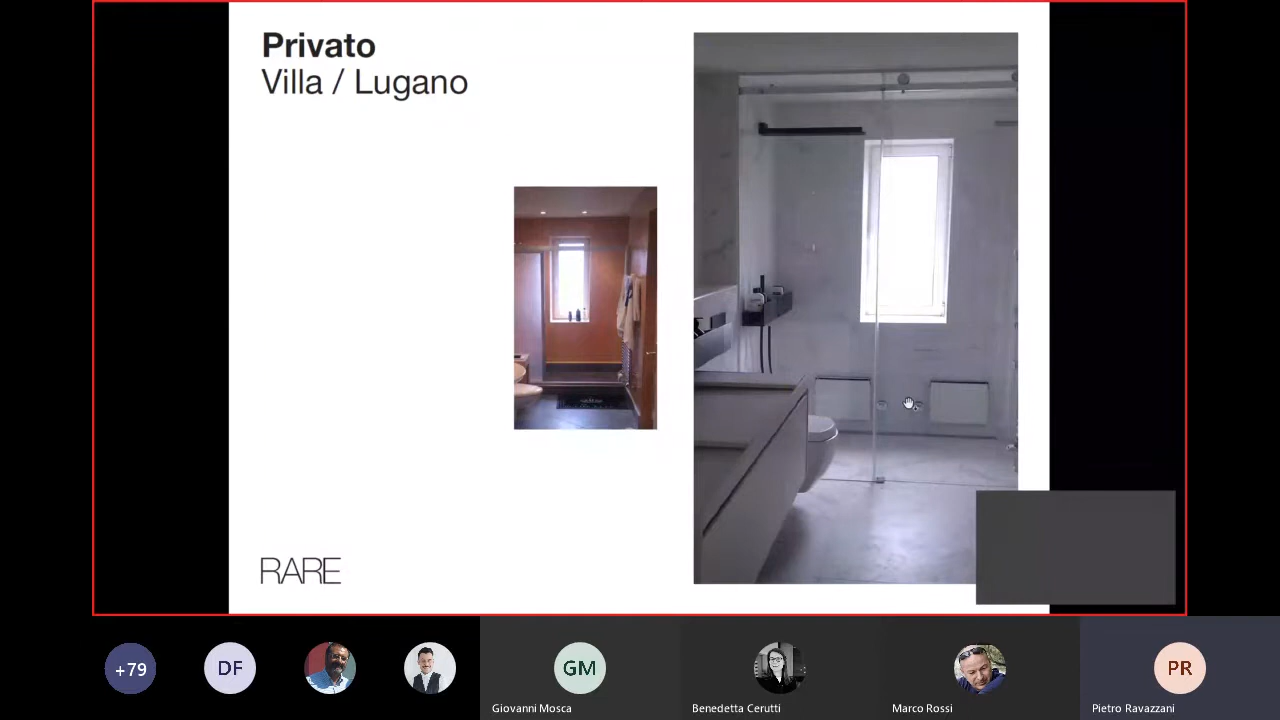 Privato
Villa / Lugano
RARE
+79
DF
GM
PR
Giovanni Mosca
Benedetta Cerutti
Marco Rossi
Pietro Ravazzani